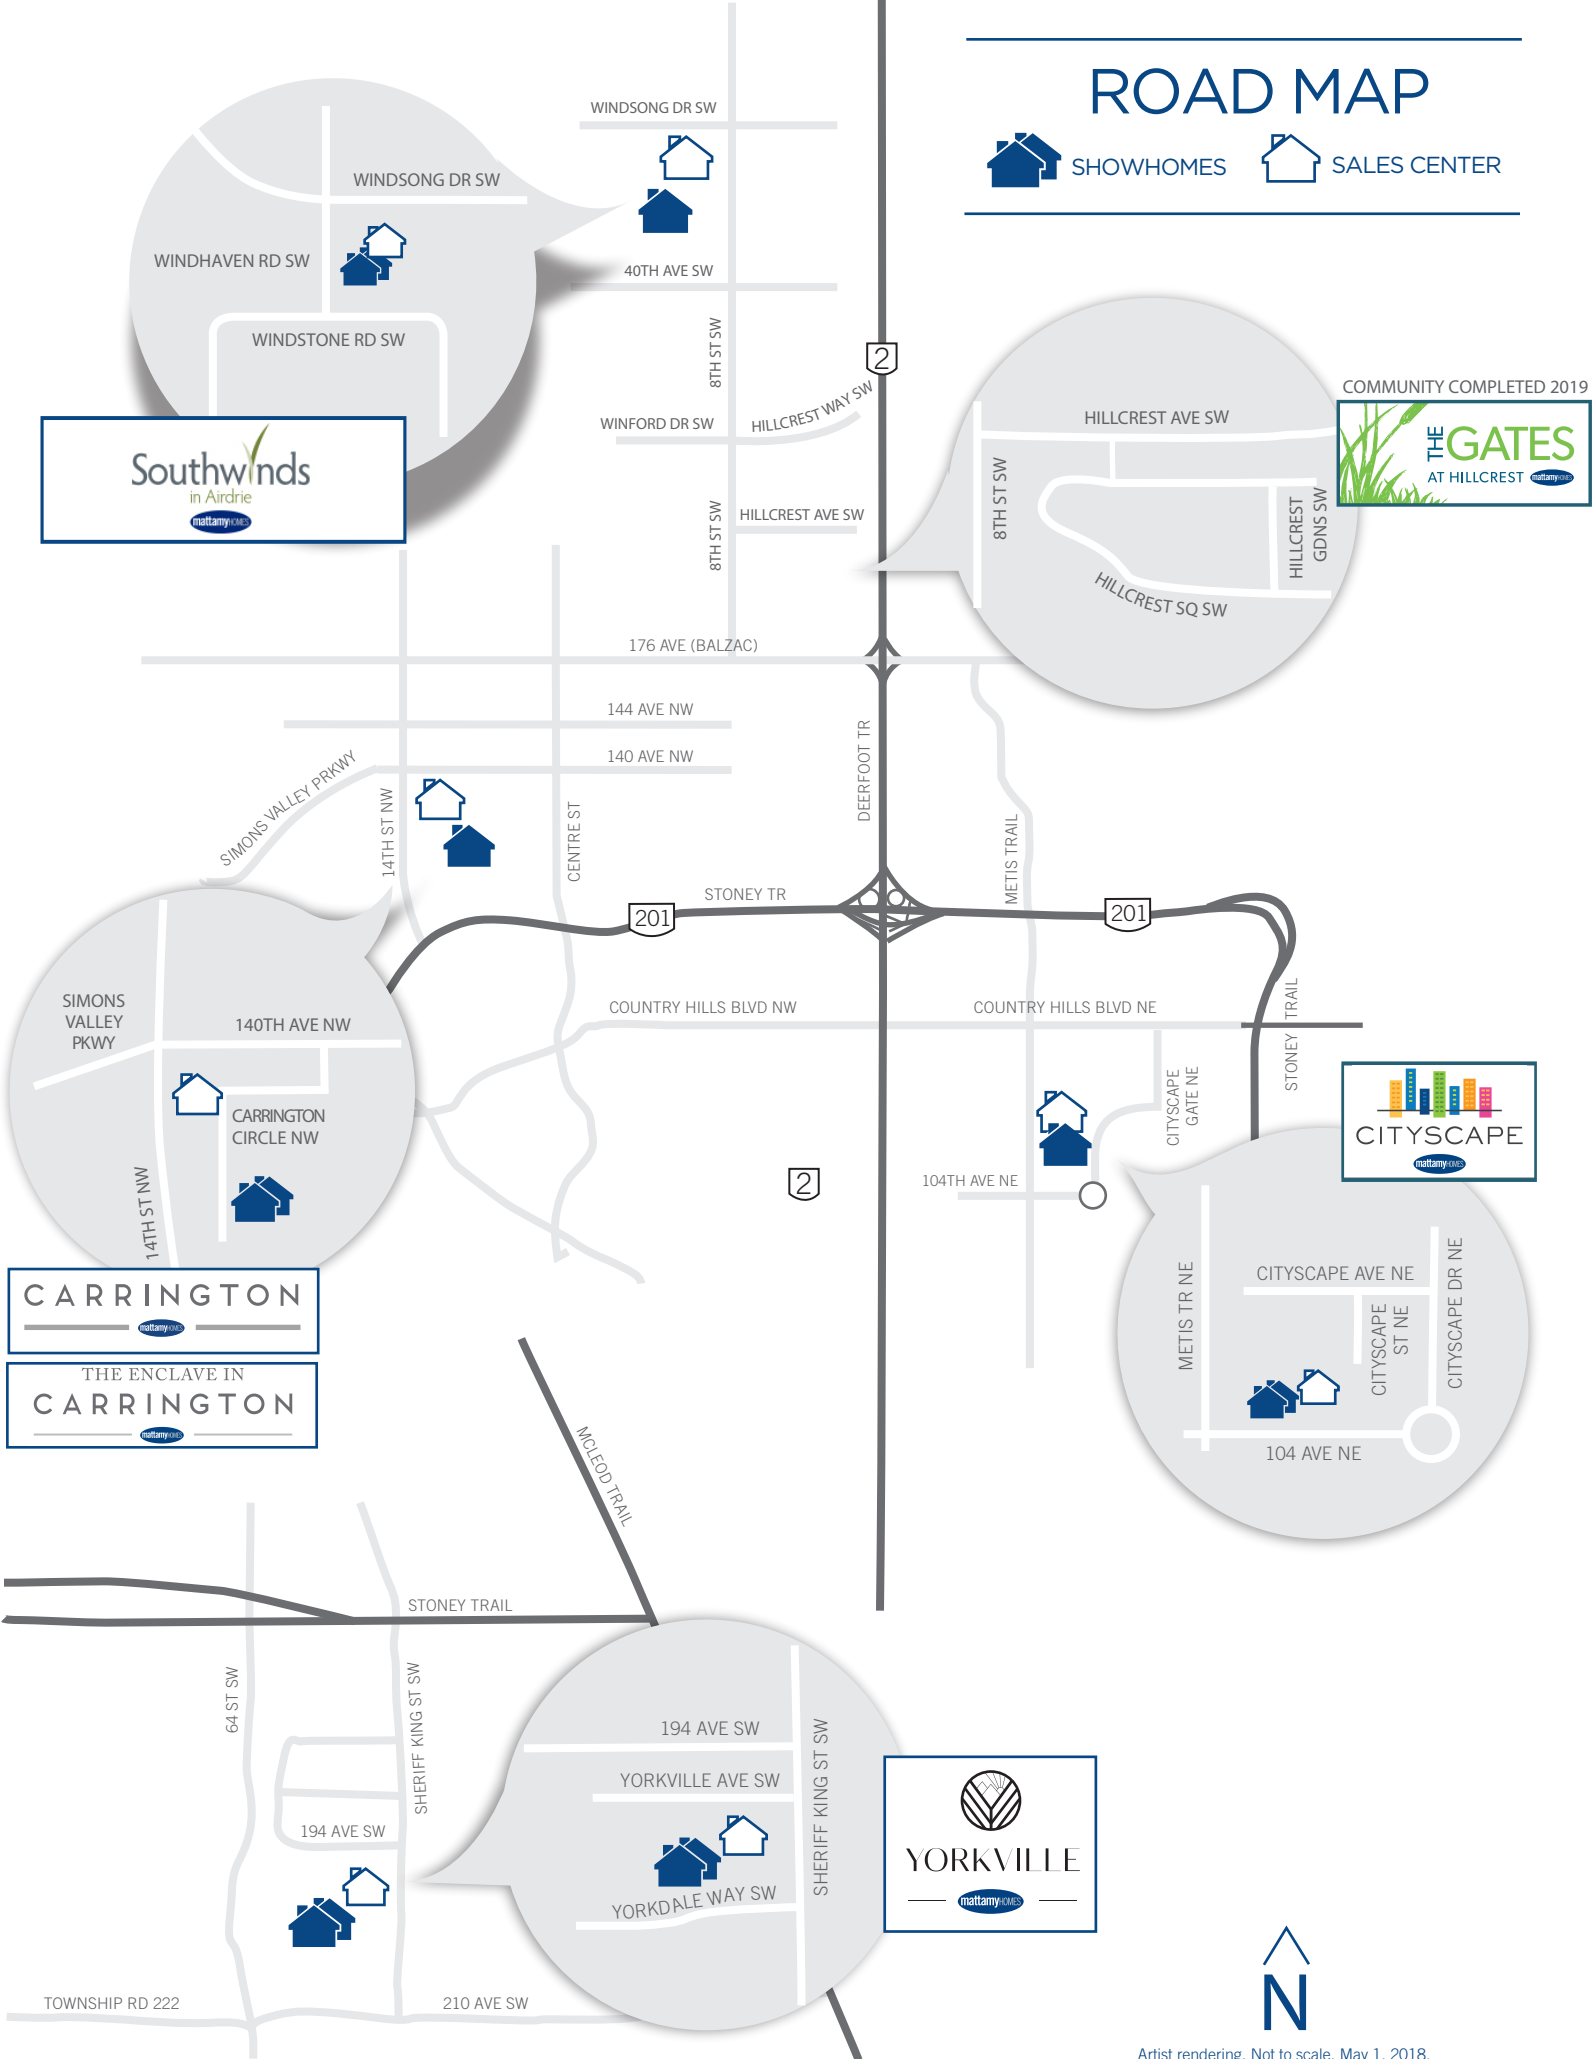 ROAD MAP
SHOWHOMES
SALES CENTER
WINDSONG DR SW
WINDSONG DR SW
WINDHAVEN RD SW
WINDSTONE RD SW
40TH AVE SW
8TH ST SW
2
WINFORD DR SW
HILLCREST WAY SW
8TH ST SW
HILLCREST AVE SW
Southwinds
in Airdrie
mattamyHOMES
COMMUNITY COMPLETED 2019
THE GATES
AT HILLCREST mattamyHOMES
HILLCREST AVE SW
8TH ST SW
HILLCREST
GDNS SW
HILLCREST SQ SW
176 AVE (BALZAC)
144 AVE NW
140 AVE NW
SIMONS VALLEY PRKWY
14TH ST NW
CENTRE ST
DEERFOOT TR
METIS TRAIL
STONEY TR
201
201
STONEY TRAIL
COUNTRY HILLS BLVD NW
COUNTRY HILLS BLVD NE
SIMONS
VALLEY
PKWY
140TH AVE NW
CARRINGTON
CIRCLE NW
14TH ST NW
CARRINGTON
mattamyHOMES
THE ENCLAVE IN
CARRINGTON
mattamyHOMES
2
CITYSCAPE
GATE NE
104TH AVE NE
CITYSCAPE
mattamyHOMES
METIS TR NE
CITYSCAPE AVE NE
CITYSCAPE
ST NE
CITYSCAPE DR NE
104 AVE NE
MCLEOD TRAIL
STONEY TRAIL
64 ST SW
SHERIFF KING ST SW
194 AVE SW
194 AVE SW
YORKVILLE AVE SW
YORKDALE WAY SW
SHERIFF KING ST SW
YORKVILLE
mattamyHOMES
TOWNSHIP RD 222
210 AVE SW
N
Artist rendering. Not to scale. May 1, 2018.